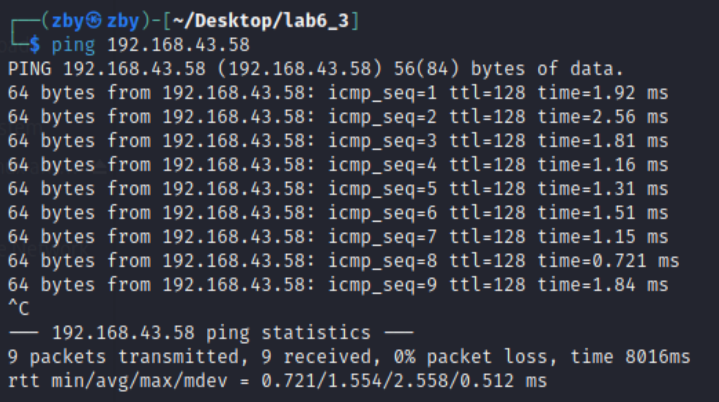 ┌──(zby㉿zby)-[~/Desktop/lab6_3]
└─$ ping 192.168.43.58
PING 192.168.43.58 (192.168.43.58) 56(84) bytes of data.
64 bytes from 192.168.43.58: icmp_seq=1 ttl=128 time=1.92 ms
64 bytes from 192.168.43.58: icmp_seq=2 ttl=128 time=2.56 ms
64 bytes from 192.168.43.58: icmp_seq=3 ttl=128 time=1.81 ms
64 bytes from 192.168.43.58: icmp_seq=4 ttl=128 time=1.16 ms
64 bytes from 192.168.43.58: icmp_seq=5 ttl=128 time=1.31 ms
64 bytes from 192.168.43.58: icmp_seq=6 ttl=128 time=1.51 ms
64 bytes from 192.168.43.58: icmp_seq=7 ttl=128 time=1.15 ms
64 bytes from 192.168.43.58: icmp_seq=8 ttl=128 time=0.721 ms
64 bytes from 192.168.43.58: icmp_seq=9 ttl=128 time=1.84 ms
^C
--- 192.168.43.58 ping statistics ---
9 packets transmitted, 9 received, 0% packet loss, time 8016ms
rtt min/avg/max/mdev = 0.721/1.554/2.558/0.512 ms